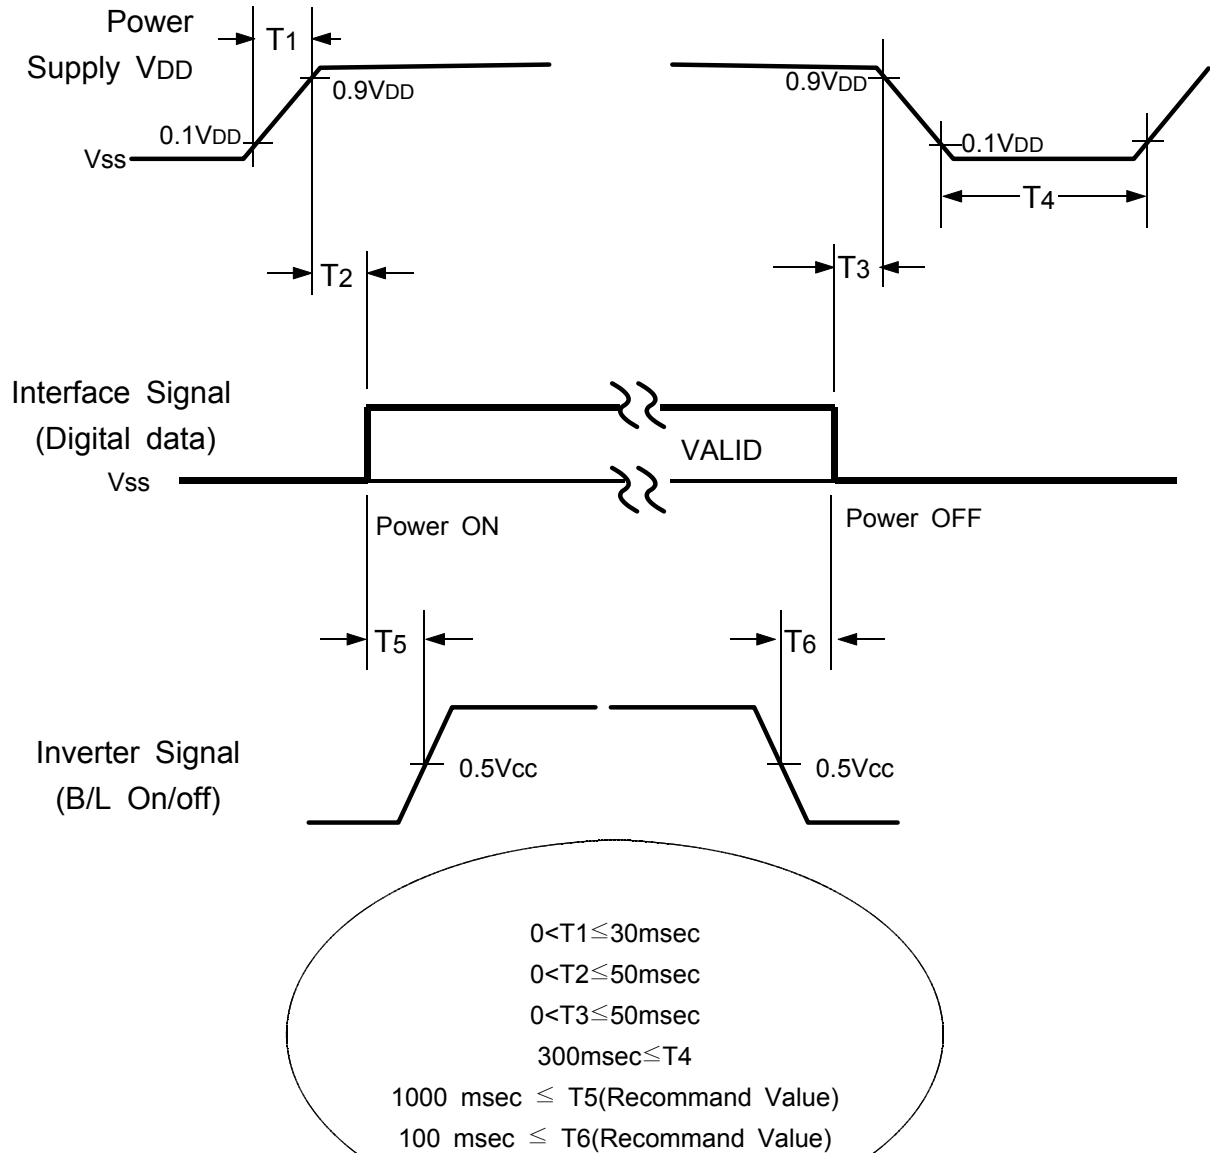 Power
Supply VDD
T1
0.9VDD
0.1VDD
Vss
0.9VDD
0.1VDD
T4
T2
T3
Interface Signal
(Digital data)
Vss
VALID
Power ON
Power OFF
T5
T6
Inverter Signal
(B/L On/off)
0.5Vcc
0.5Vcc
0<T1≤30msec
0<T2≤50msec
0<T3≤50msec
300msec≤T4
1000 msec ≤ T5(Recommand Value)
100 msec ≤ T6(Recommand Value)